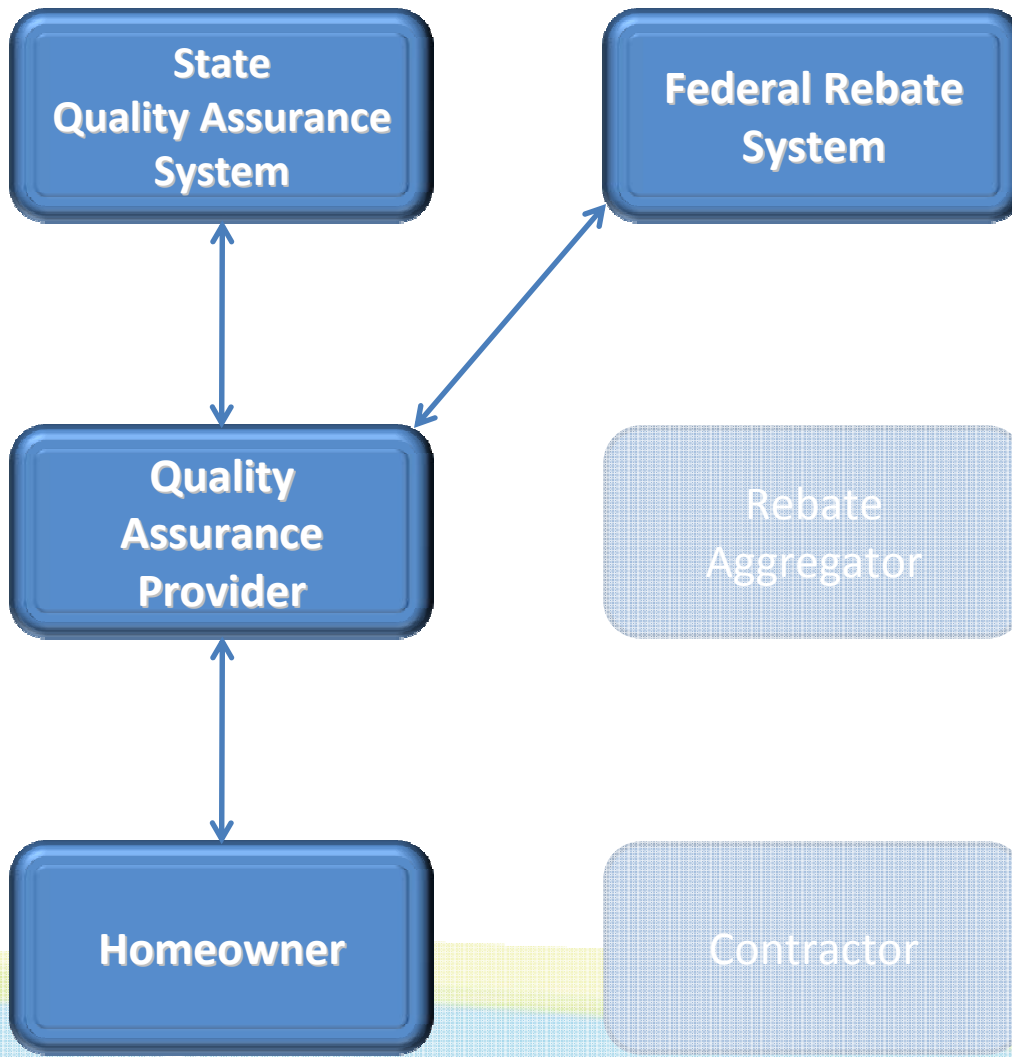 State
Quality Assurance
System
Federal Rebate
System
Quality
Assurance
Provider
Rebate
Aggregator
Homeowner
Contractor